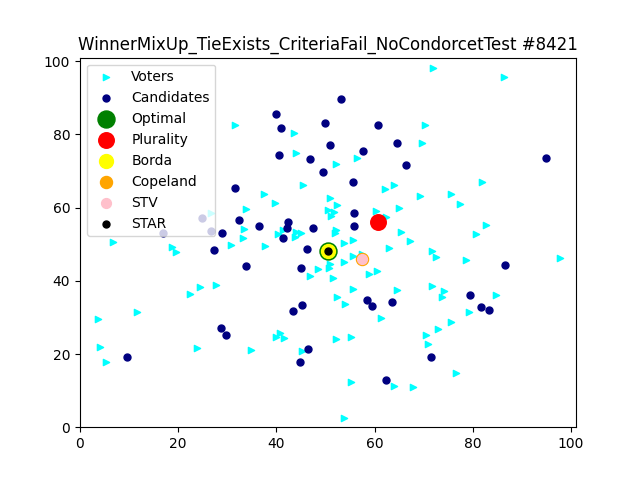 WinnerMixUp_TieExists_CriteriaFail_NoCondorcetTest #8421
Voters
Candidates
Optimal
Plurality
Borda
Copeland
STV
STAR
100
80
60
40
20
0
0 20 40 60 80 100